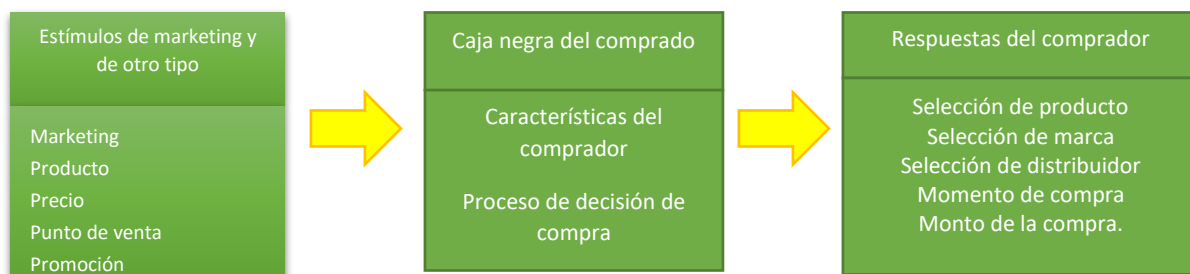 Estímulos de marketing y
de otro tipo
Marketing
Producto
Precio
Punto de venta
Promoción
Caja negra del comprado
Características del
comprador
Proceso de decisión de
compra
Respuestas del comprador
Selección de producto
Selección de marca
Selección de distribuidor
Momento de compra
Monto de la compra.